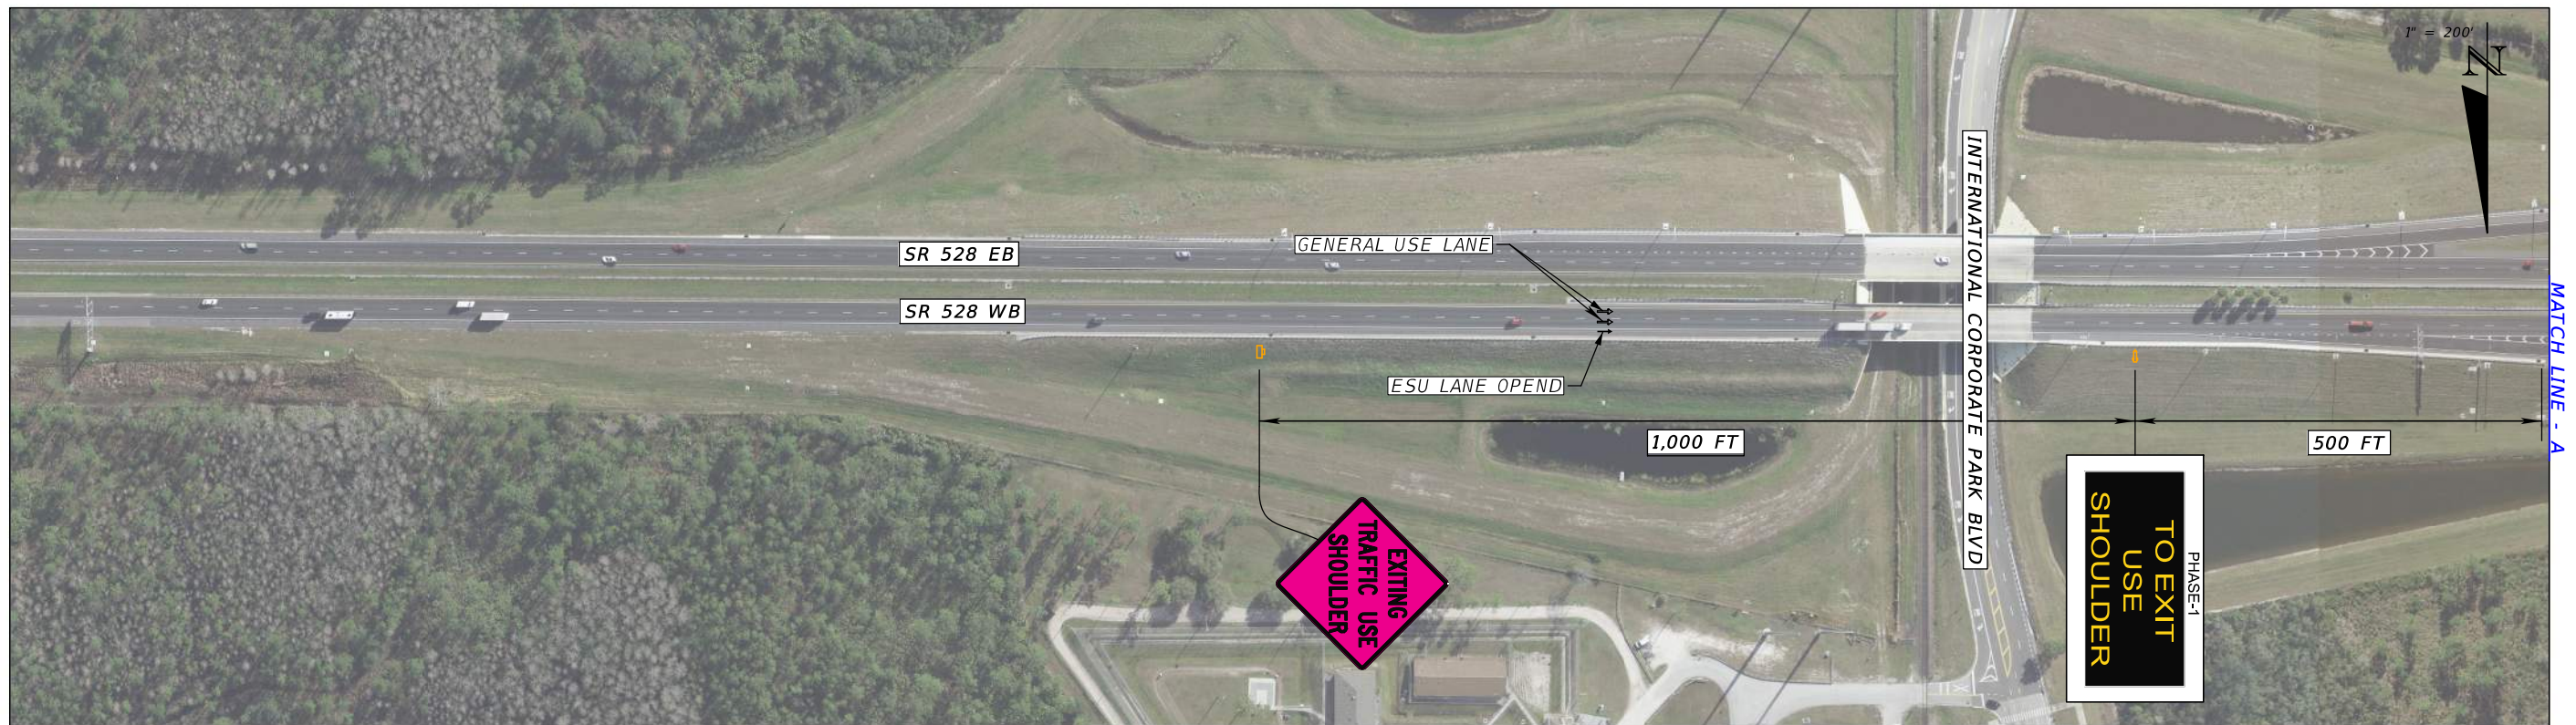 1" = 200'
N
SR 528 EB
GENERAL USE LANE
SR 528 WB
ESU LANE OPEND
INTERNATIONAL CORPORATE PARK BLVD
MATCH LINE - A
1,000 FT
500 FT
EXITING
TRAFFIC USE
SHOULDER
PHASE-1
TO EXIT
USE
SHOULDER